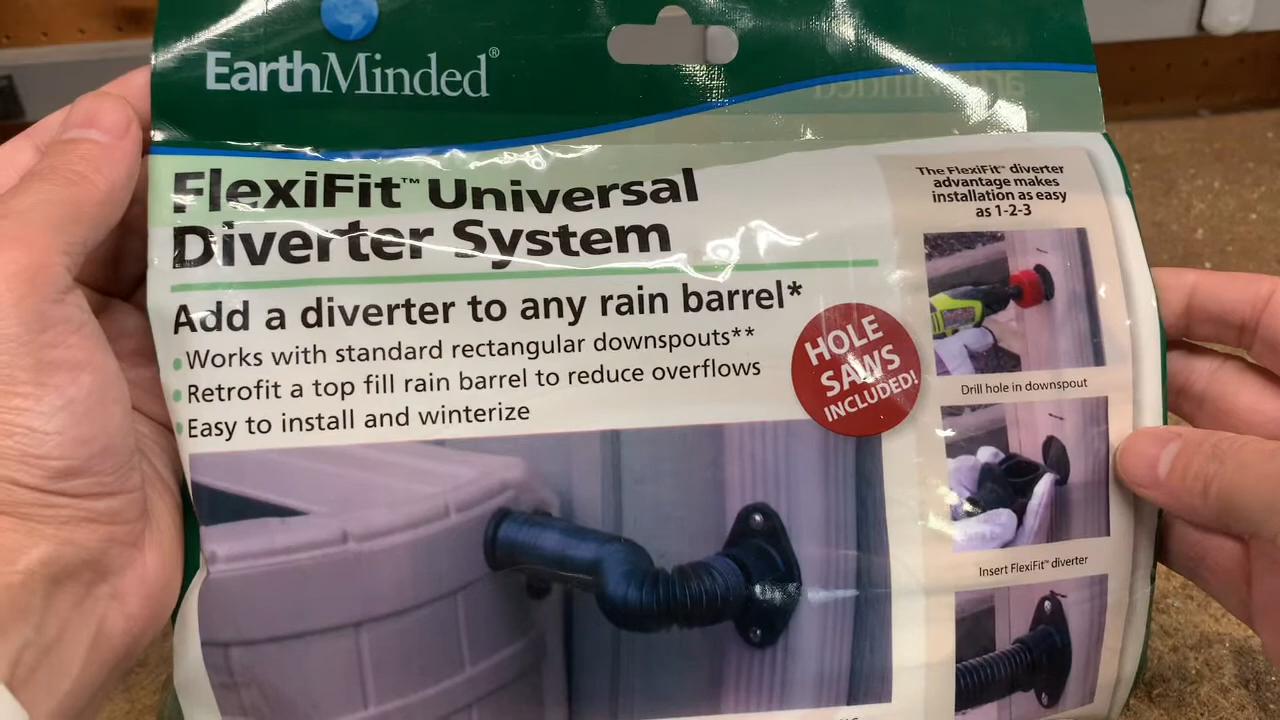 EarthMinded®
FlexiFit™ Universal
Diverter System
Add a diverter to any rain barrel*
Works with standard rectangular downspouts**
Retrofit a top fill rain barrel to reduce overflows
Easy to install and winterize
HOLE
SAWS
INCLUDED!
The FlexiFit™ diverter
advantage makes
installation as easy
as 1-2-3
Drill hole in downspout
Insert FlexiFit™ diverter